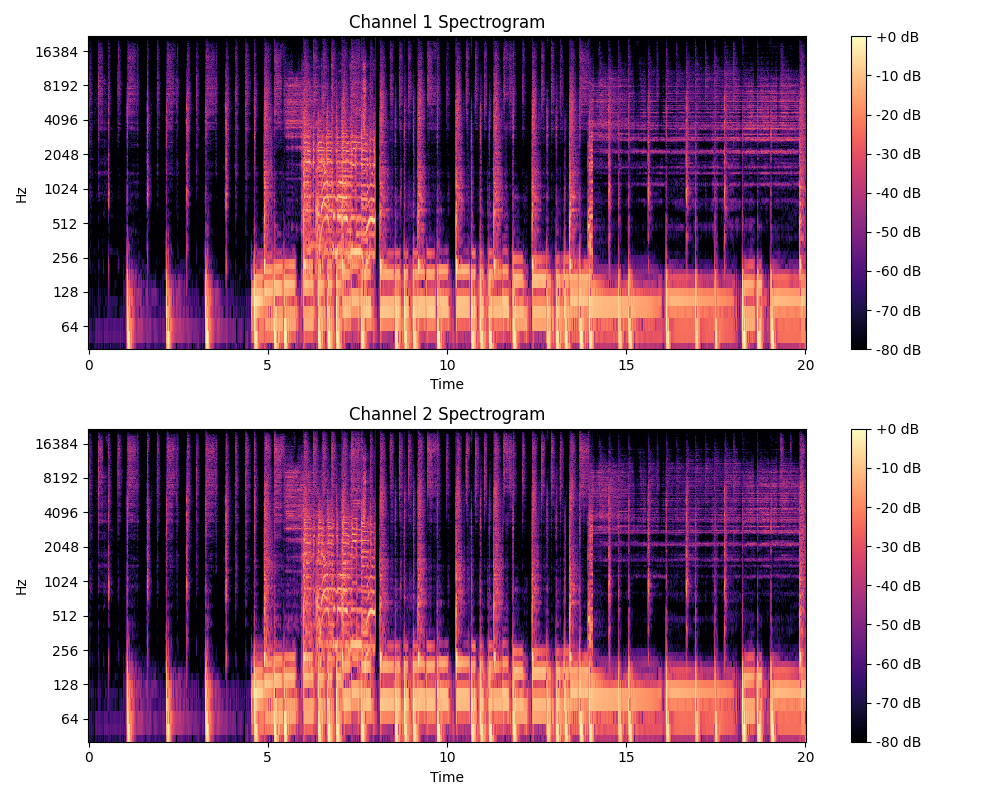 Channel 1 Spectrogram
16384
8192
4096
2048
1024
512
256
128
64
Hz
0 5 10 15 20
Time
+0 dB
-10 dB
-20 dB
-30 dB
-40 dB
-50 dB
-60 dB
-70 dB
-80 dB
Channel 2 Spectrogram
16384
8192
4096
2048
1024
512
256
128
64
Hz
0 5 10 15 20
Time
+0 dB
-10 dB
-20 dB
-30 dB
-40 dB
-50 dB
-60 dB
-70 dB
-80 dB